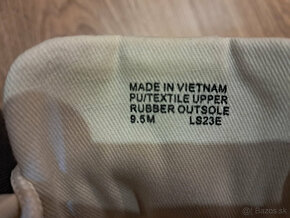 MADE IN VIETNAM
PU/TEXTILE UPPER
RUBBER OUTSOLE
9.5M LS23E
Bazos.sk